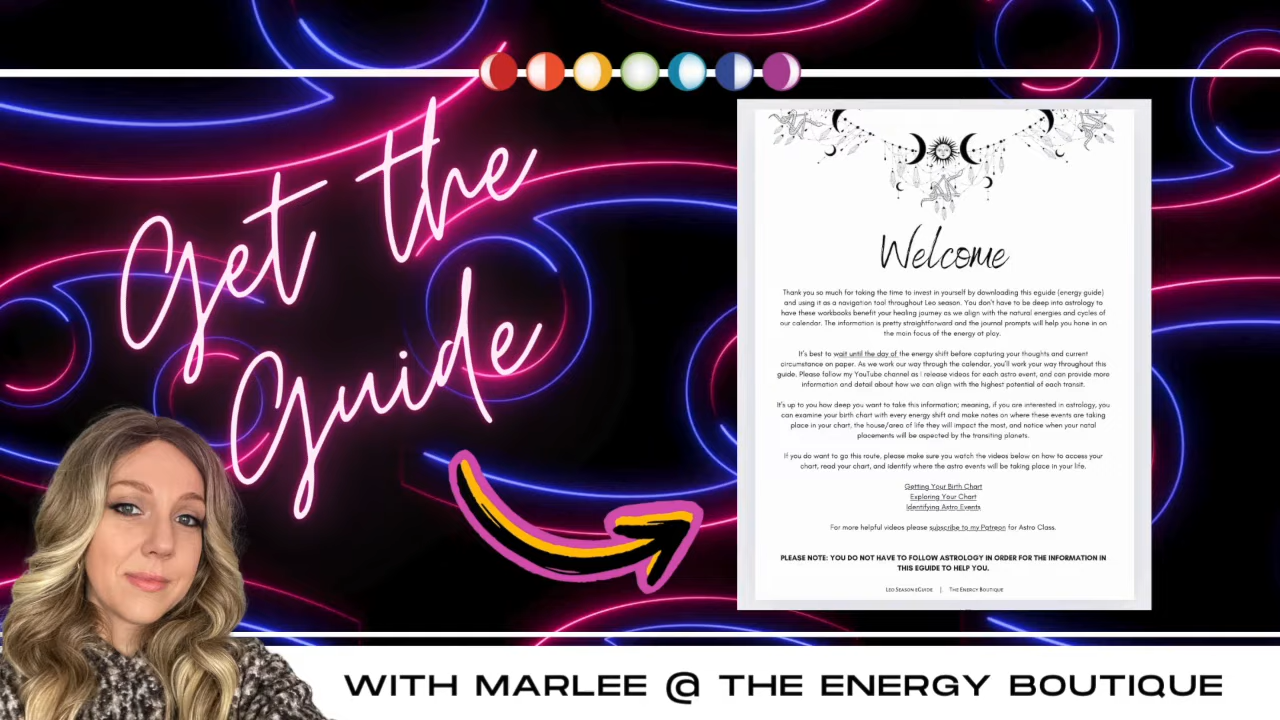 Get the
Guide
Welcome
Thank you so much for taking the time to invest in yourself by downloading this eguide (energy guide)
and using it as a navigation tool throughout Leo season. You don't have to be deep into astrology to
have these workbooks benefit your healing journey as we align with the natural energies and cycles of
our calendar. The information is pretty straightforward and the journal prompts will help you hone in on
the main focus of the energy at play.
It's best to wait until the day of the energy shift before capturing your thoughts and current
circumstance on paper. As we work our way through the calendar, you'll work your way throughout this
guide. Please follow my YouTube channel as I release videos for each astro event, and can provide more
information and detail about how we can align with the highest potential of each transit.
It's up to you how deep you want to take this information; meaning, if you are interested in astrology, you
can examine your birth chart with every energy shift and make notes on where these events are taking
place in your chart, the house/area of life they will impact the most, and notice when your natal
placements will be aspected by the transiting planets.
If you do want to go this route, please make sure you watch the videos below on how to access your
chart, read your chart, and identify where the astro events will be taking place in your life.
Getting Your Birth Chart
Exploring Your Chart
Identifying Astro Events
For more helpful videos please subscribe to my Patreon for Astro Class.
PLEASE NOTE: YOU DO NOT HAVE TO FOLLOW ASTROLOGY IN ORDER FOR THE INFORMATION IN
THIS EGUIDE TO HELP YOU.
Leo Season eGuide | The Energy Boutique
WITH MARLEE @ THE ENERGY BOUTIQUE